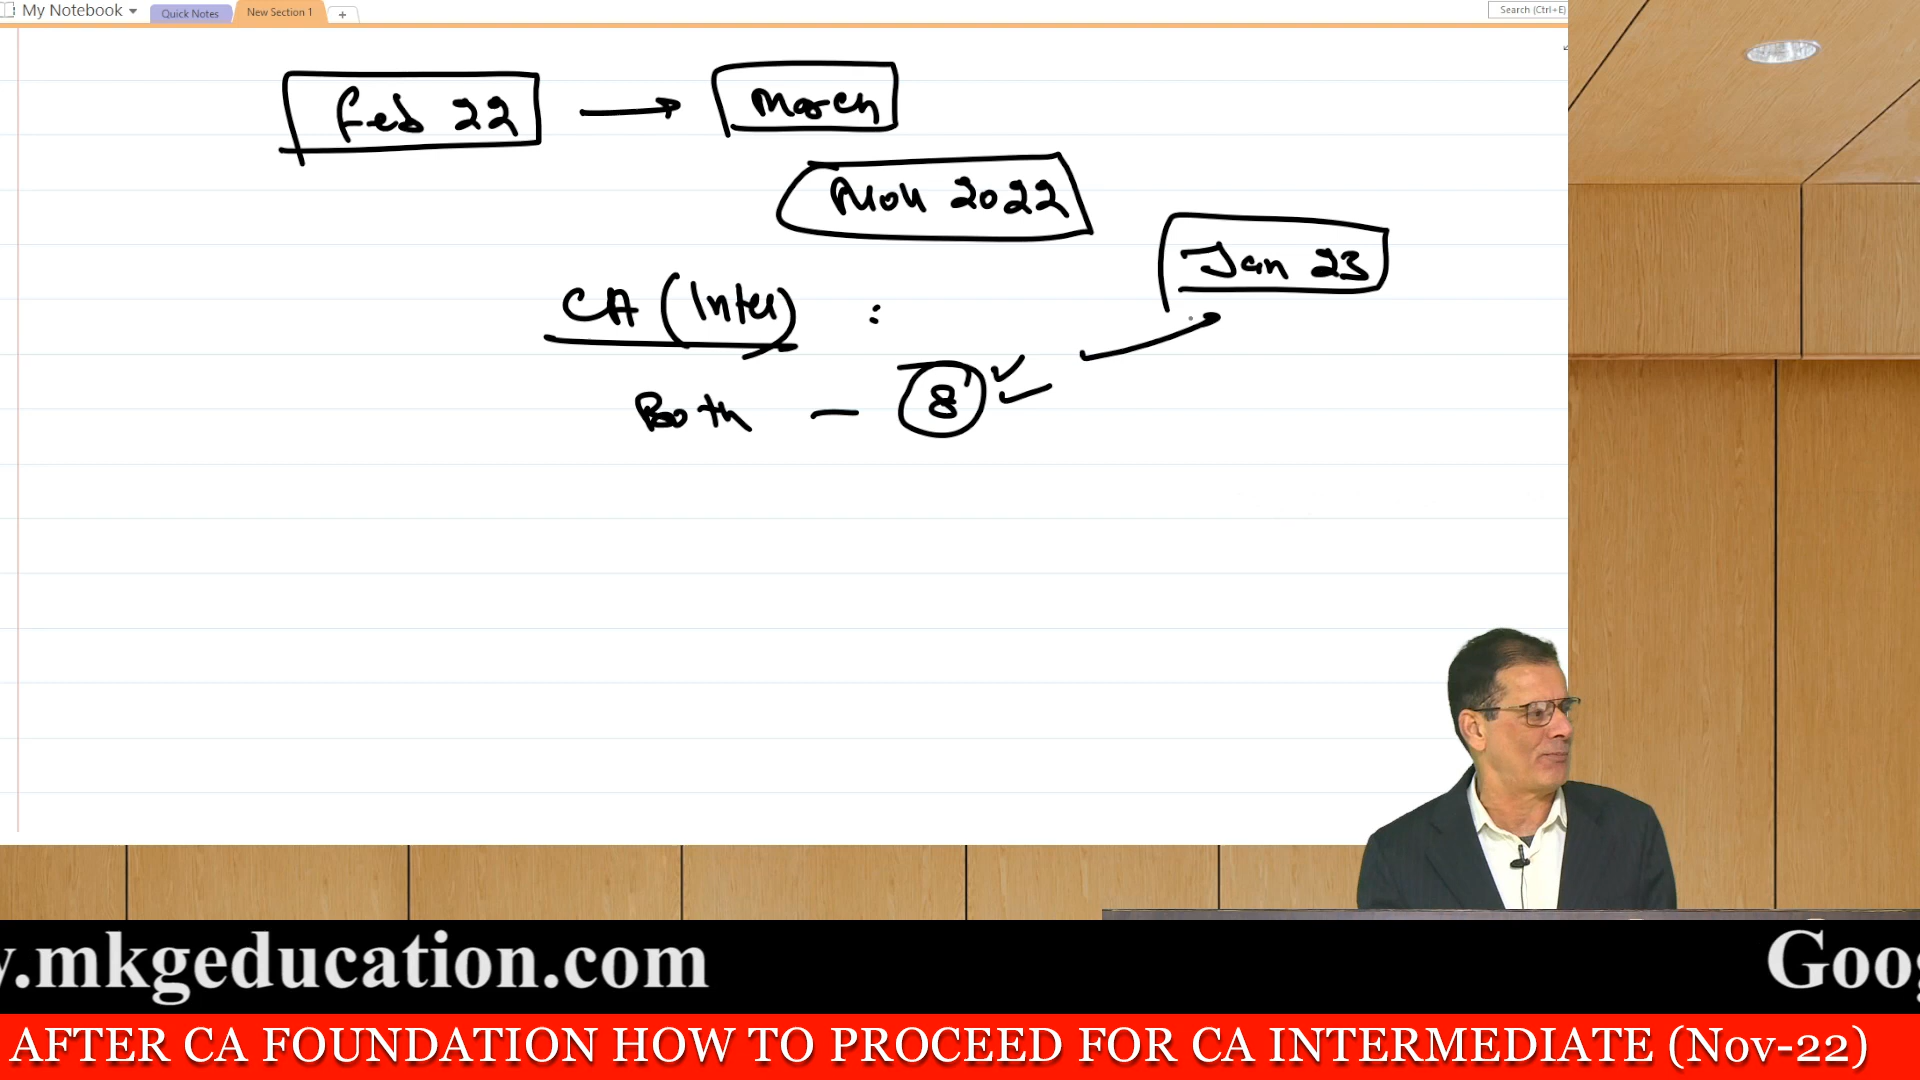 My Notebook
Quick Notes
New Section 1
Search (Ctrl+E)
Feb 22 → March
Nov 2022
Jan 23
CA (Inter) :
Both - 8
.mkgeducation.com
Goo
AFTER CA FOUNDATION HOW TO PROCEED FOR CA INTERMEDIATE (Nov-22)